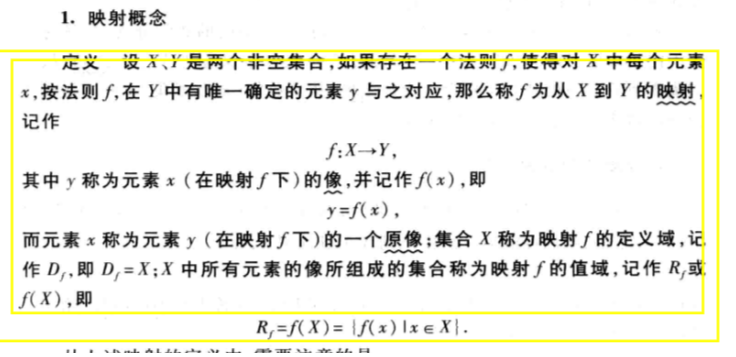 1. 映射概念
定义 设 X、Y 是两个非空集合,如果存在一个法则 f,使得对 X 中每个元素
x,按法则 f,在 Y 中有唯一确定的元素 y 与之对应,那么称 f 为从 X 到 Y 的映射,
记作
f:X→Y,
其中 y 称为元素 x (在映射 f 下)的像,并记作 f(x),即
y=f(x),
而元素 x 称为元素 y (在映射 f 下)的一个原像;集合 X 称为映射 f 的定义域,记
作 D_f,即 D_f=X;X 中所有元素的像所组成的集合称为映射 f 的值域,记作 R_f或
f(X),即
R_f=f(X)={f(x)|x∈X}.